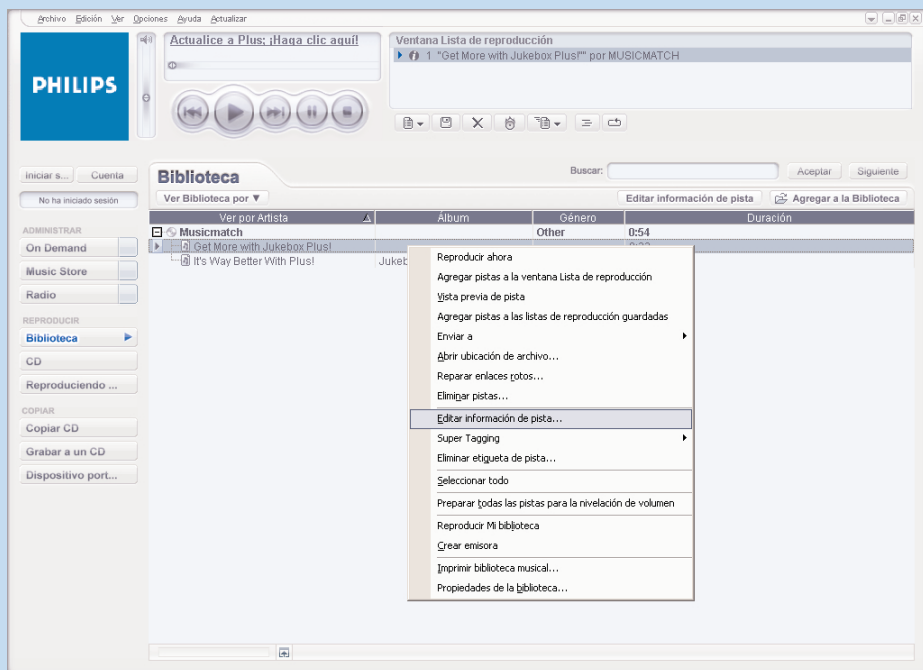 Archivo Edición Ver Opciones Ayuda Actualizar
PHILIPS
Actualice a Plus; ¡Haga clic aquí!
Ventana Lista de reproducción
1 "Get More with Jukebox Plus!"" por MUSICMATCH
Iniciar s... Cuenta
No ha iniciado sesión
Biblioteca
Buscar: Aceptar Siguiente
Ver Biblioteca por ▼ Editar información de pista Agregar a la Biblioteca
Ver por Artista Álbum Género Duración
Musicmatch Other 0:54
Get More with Jukebox Plus!
It's Way Better With Plus! Jukeb
ADMINISTRAR
On Demand
Music Store
Radio
REPRODUCIR
Biblioteca
CD
Reproduciendo ...
COPIAR
Copiar CD
Grabar a un CD
Dispositivo port...
Reproducir ahora
Agregar pistas a la ventana Lista de reproducción
Vista previa de pista
Agregar pistas a las listas de reproducción guardadas
Enviar a
Abrir ubicación de archivo...
Reparar enlaces rotos...
Eliminar pistas...
Editar información de pista...
Super Tagging
Eliminar etiqueta de pista...
Seleccionar todo
Preparar todas las pistas para la nivelación de volumen
Reproducir Mi biblioteca
Crear emisora
Imprimir biblioteca musical...
Propiedades de la biblioteca...